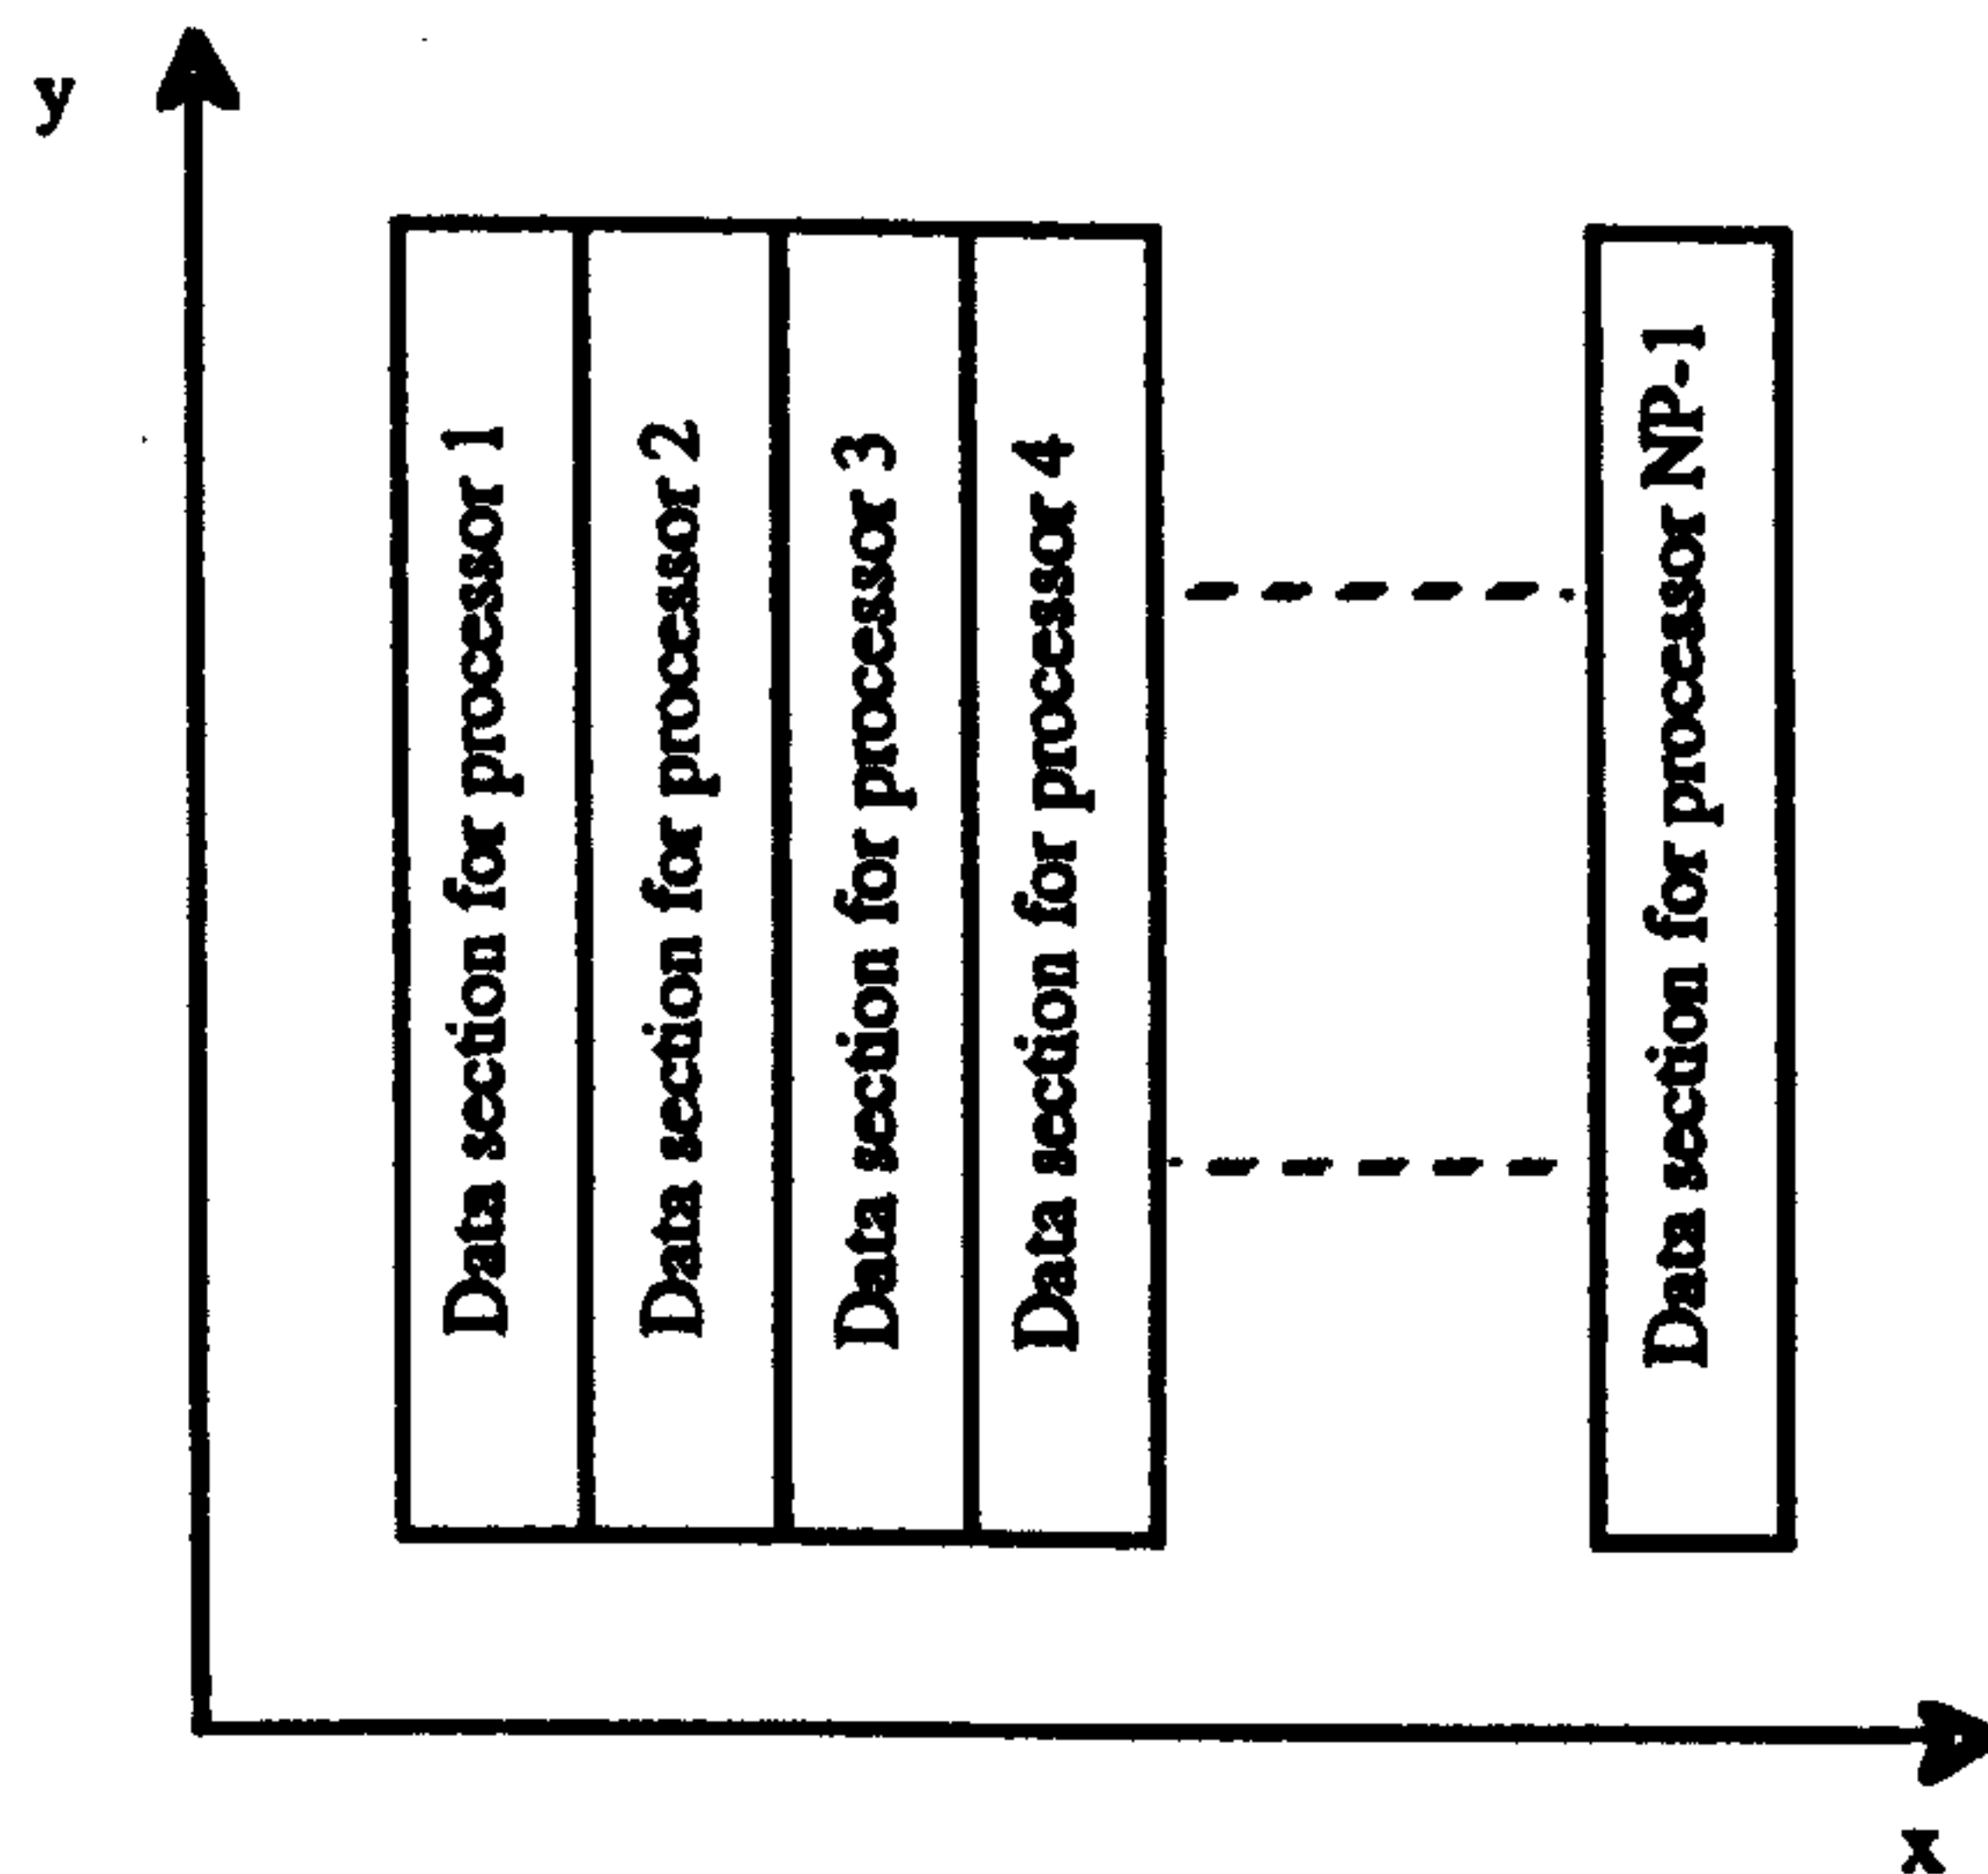 y
Data section for processor 1
Data section for processor 2
Data section for processor 3
Data section for processor 4
Data section for processor NP-1
x